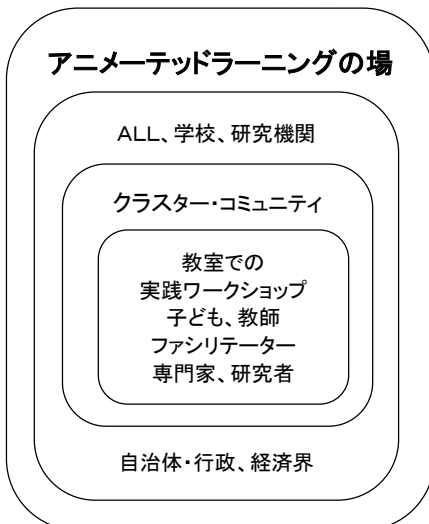 アニメーテッドラーニングの場
ALL、学校、研究機関
クラスター・コミュニティ
教室での
実践ワークショップ
子ども、教師
ファシリテーター
専門家、研究者
自治体・行政、経済界